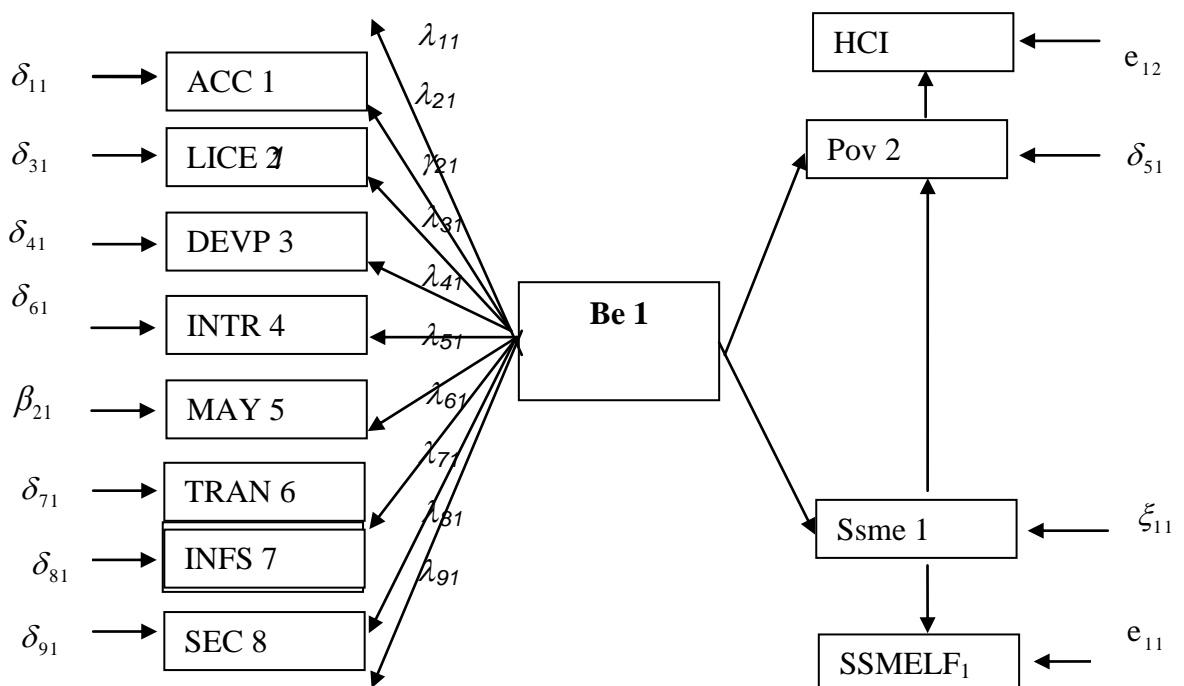 δ11
ACC 1
δ31
LICE 2
δ41
DEVP 3
δ61
INTR 4
β21
MAY 5
δ71
TRAN 6
δ81
INFS 7
δ91
SEC 8
λ11
λ21
γ21
λ31
λ41
λ51
λ61
λ71
λ81
λ91
Be 1
HCI
e12
Pov 2
δ51
Ssme 1
ξ11
SSMELF1
e11